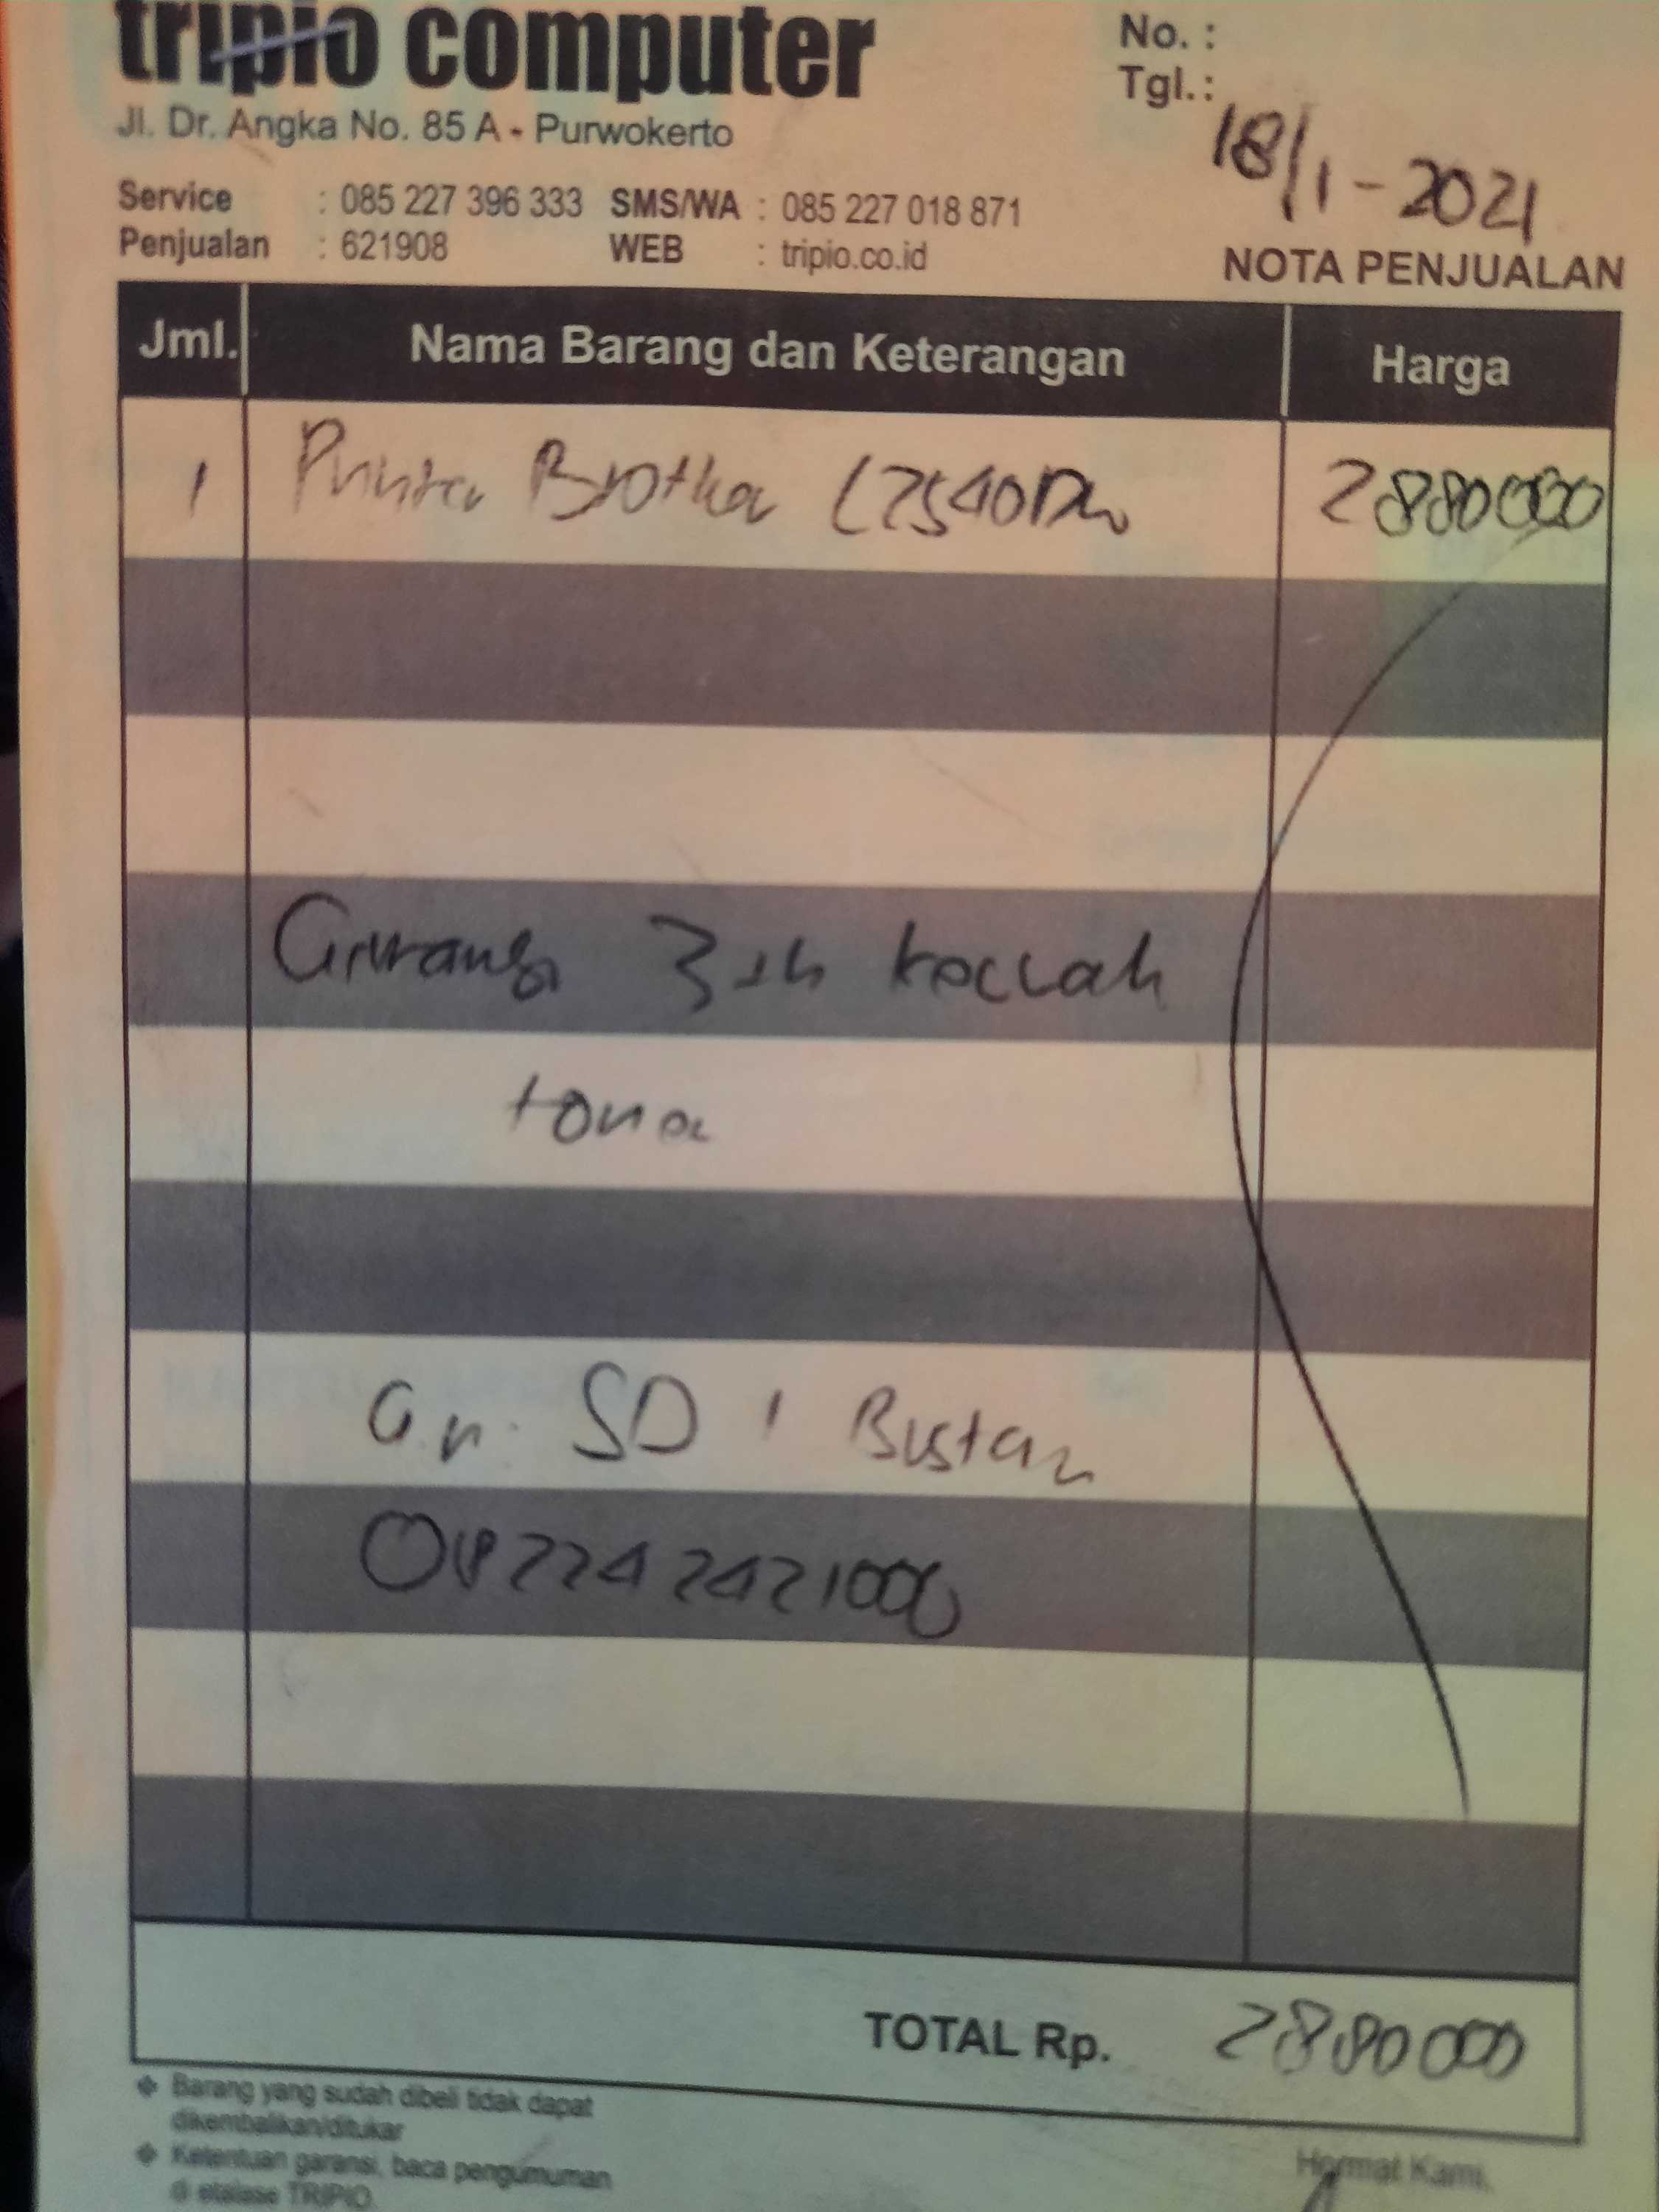 tripio computer
Jl. Dr. Angka No. 85 A - Purwokerto
No. :
Tgl.: 18/1-2021
Service : 085 227 396 333 SMS/WA : 085 227 018 871
Penjualan : 621908 WEB : tripio.co.id
NOTA PENJUALAN
Jml. Nama Barang dan Keterangan Harga
1 Printer Brother L2540Dw 2880000
Garansi 3 th kecuali
toner
a.n. SD 1 Bustan
TOTAL Rp. 2880000
Barang yang sudah dibeli tidak dapat
dikembalikan/ditukar
Ketentuan garansi, baca pengumuman
di etalase TRIPIO
Hormat Kami,